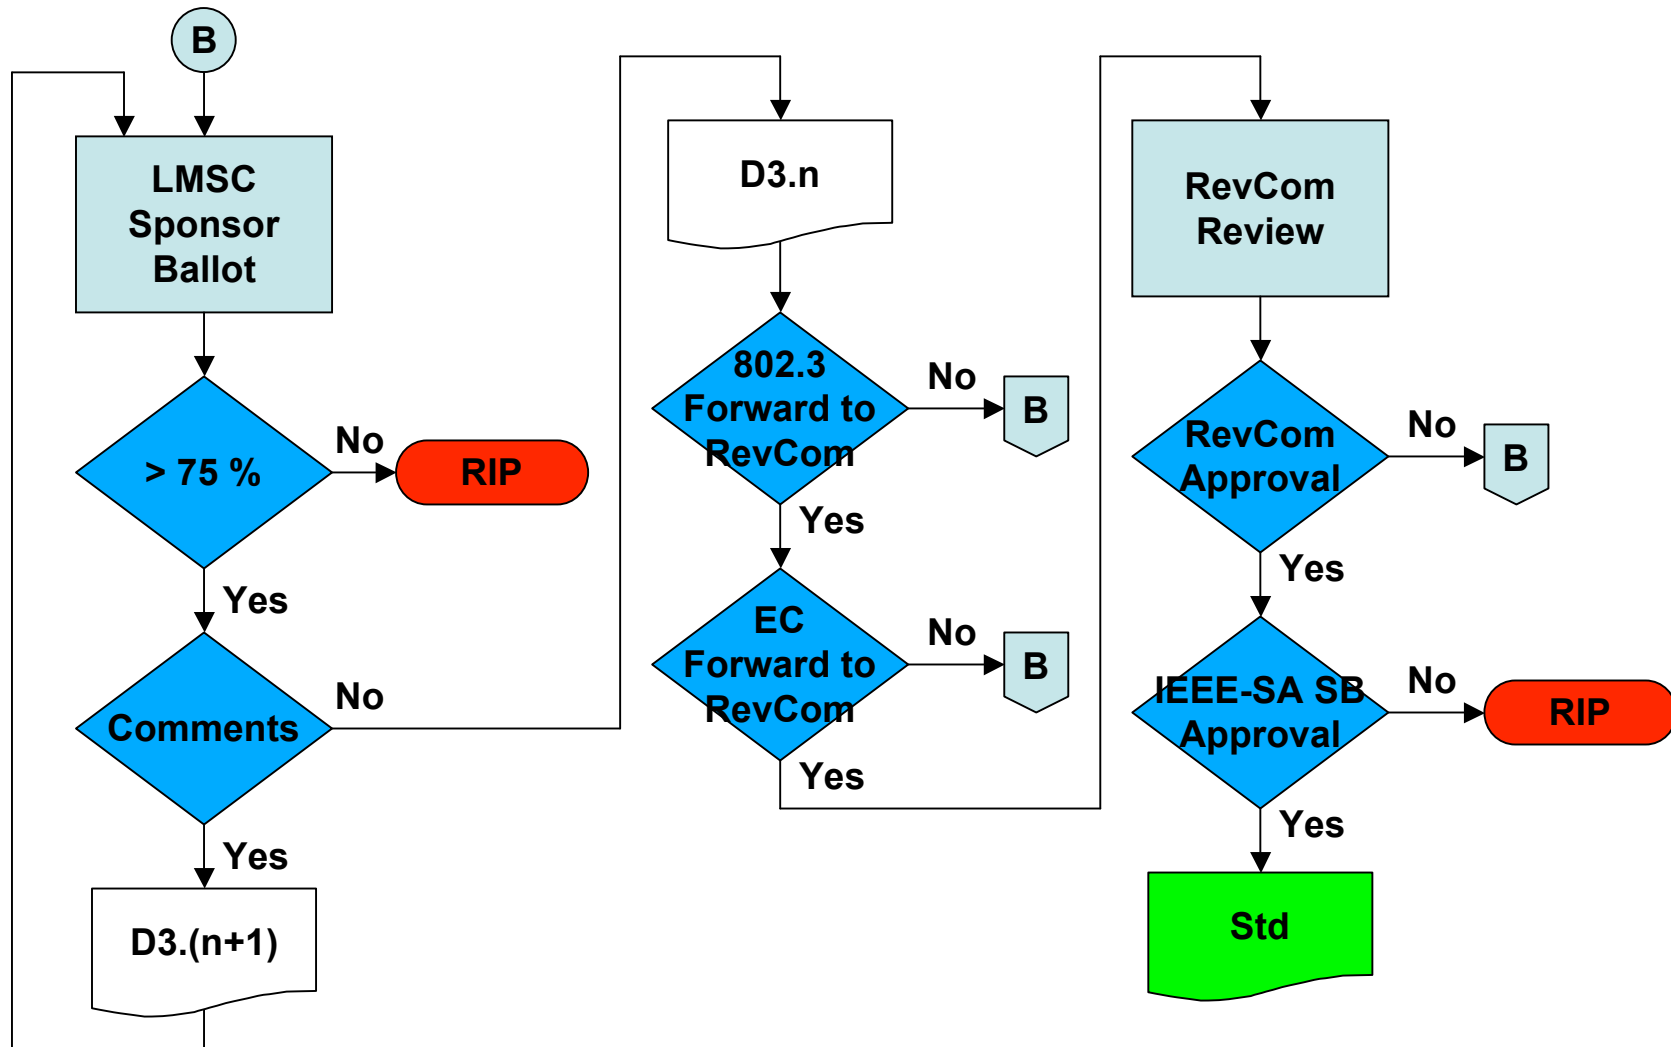 B
LMSC
Sponsor
Ballot
> 75 %
No
RIP
Yes
Comments
No
Yes
D3.(n+1)
D3.n
802.3
Forward to
RevCom
No
B
Yes
EC
Forward to
RevCom
No
B
Yes
RevCom
Review
RevCom
Approval
No
B
Yes
IEEE-SA SB
Approval
No
RIP
Yes
Std